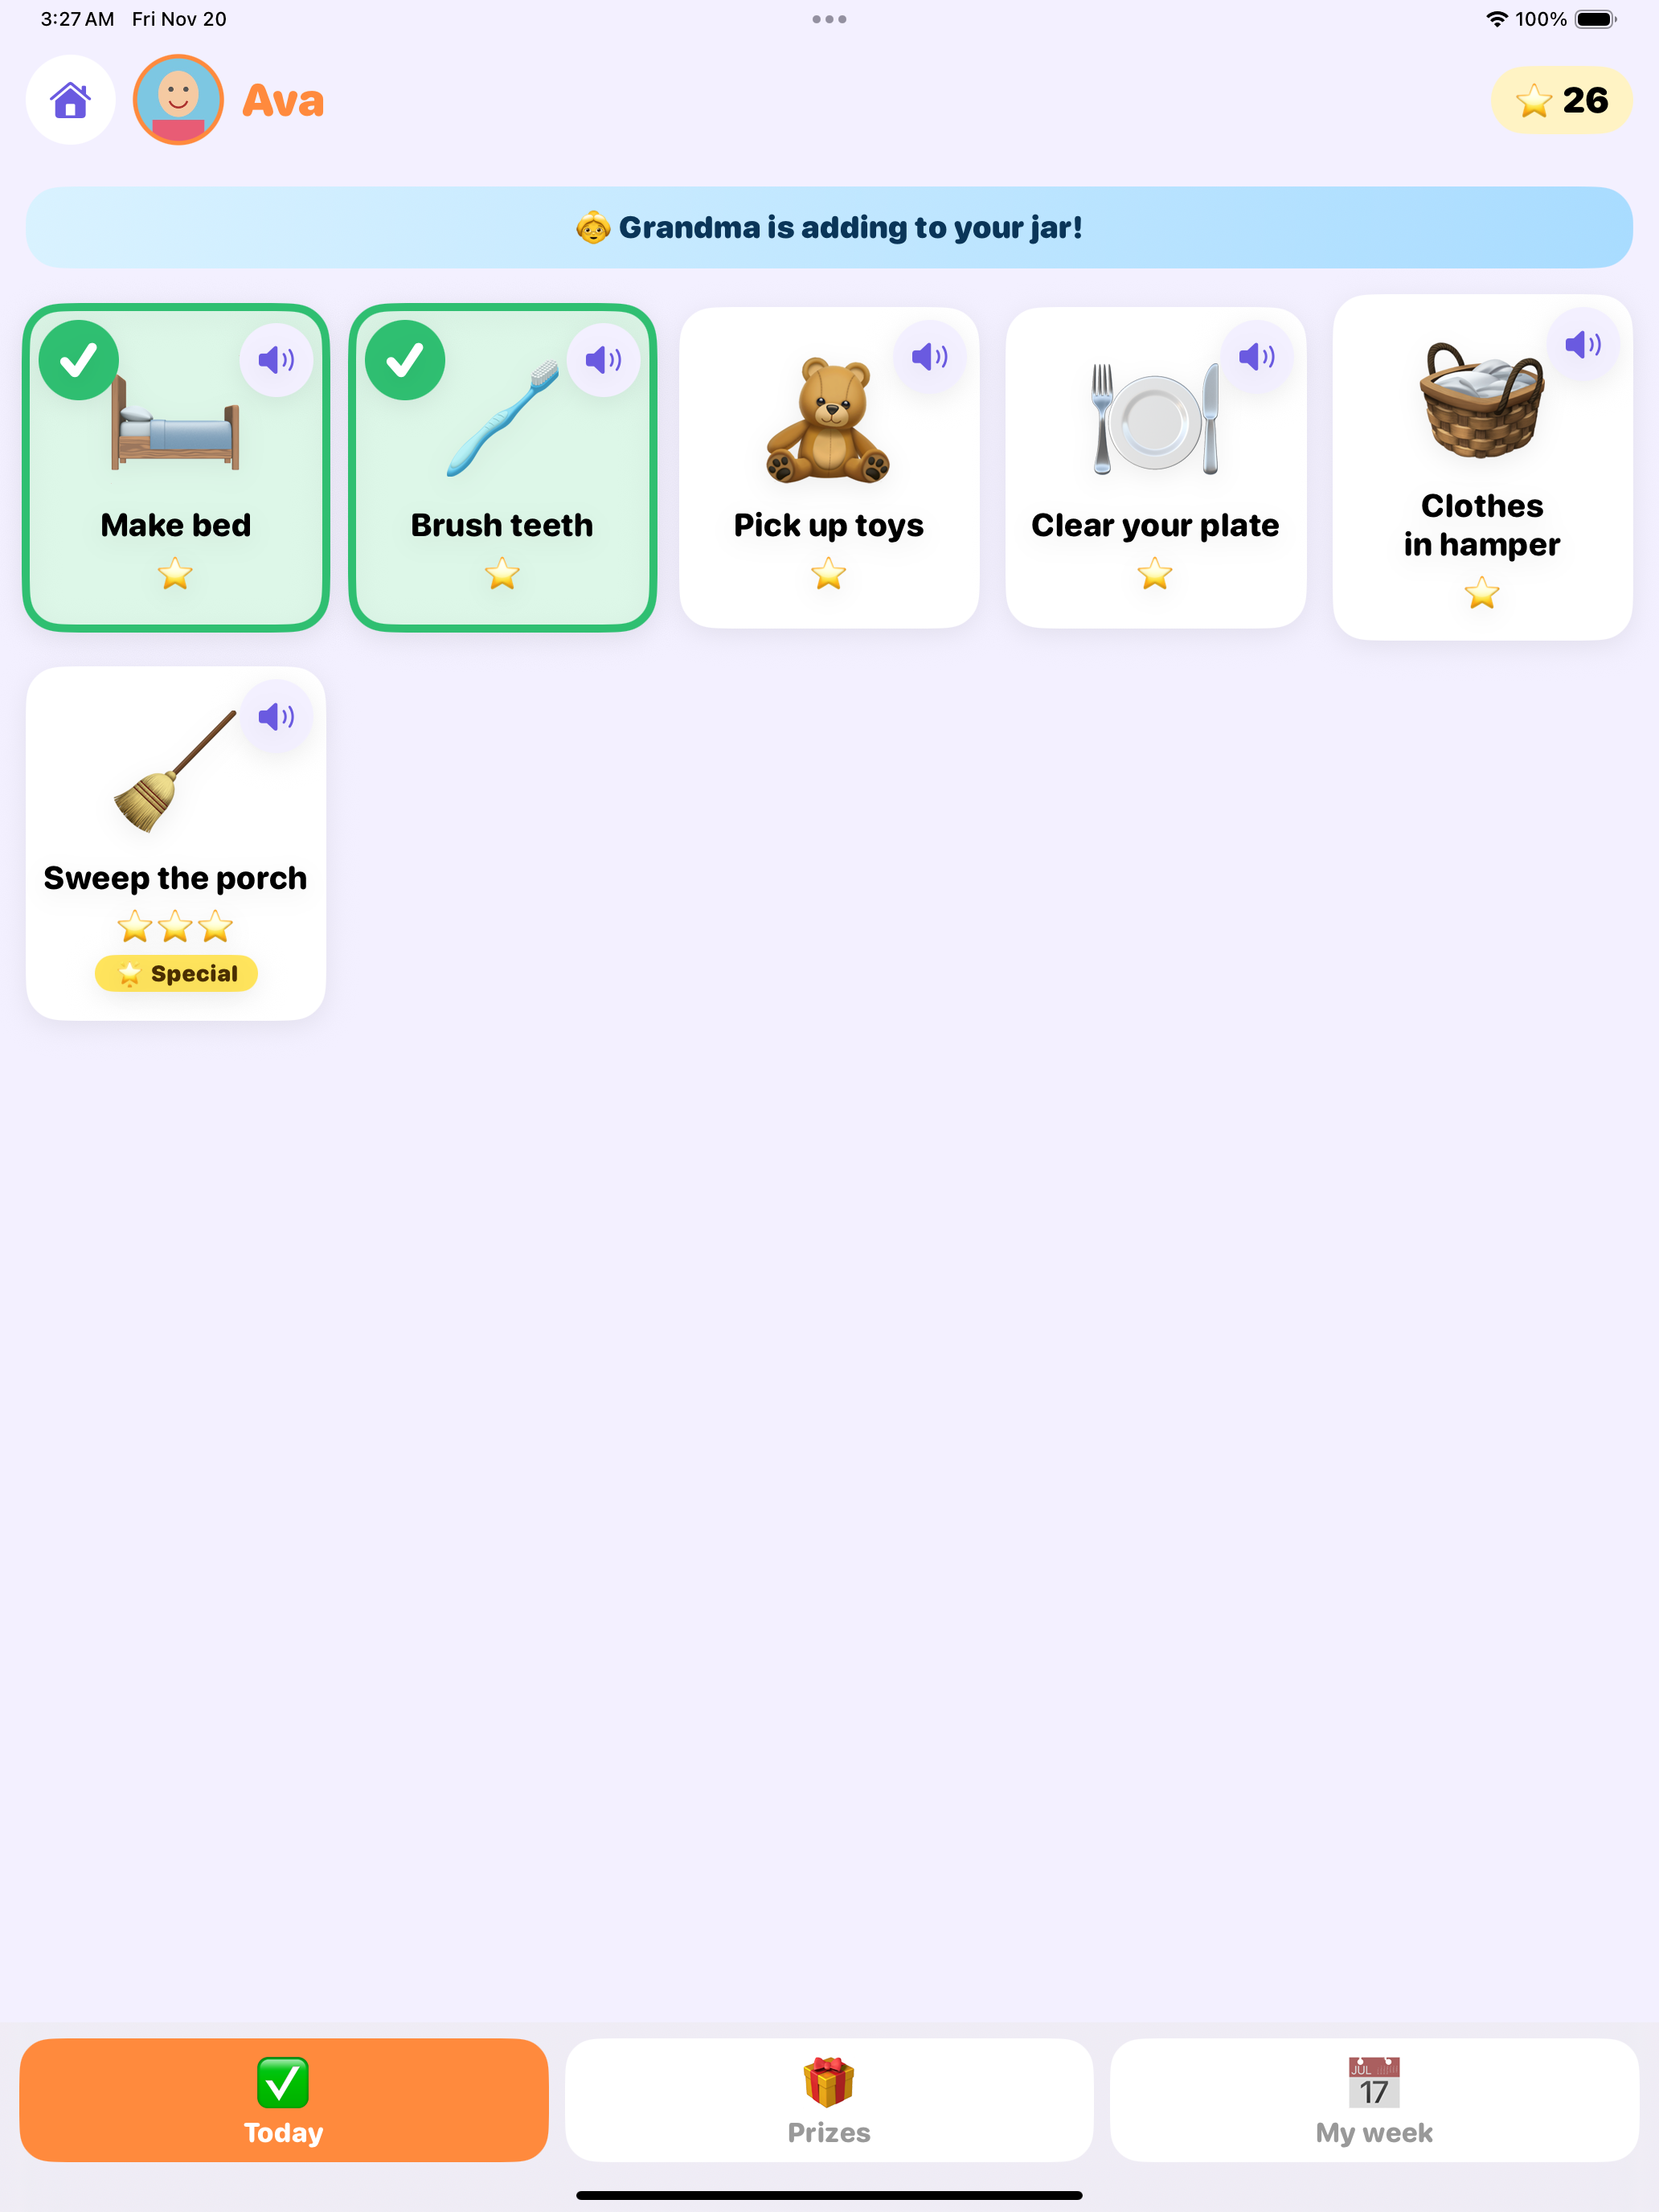 3:27 AM Fri Nov 20
100%
Ava
26
Grandma is adding to your jar!
Make bed
Brush teeth
Pick up toys
Clear your plate
Clothes
in hamper
Sweep the porch
Special
Today
Prizes
JUL
17
My week